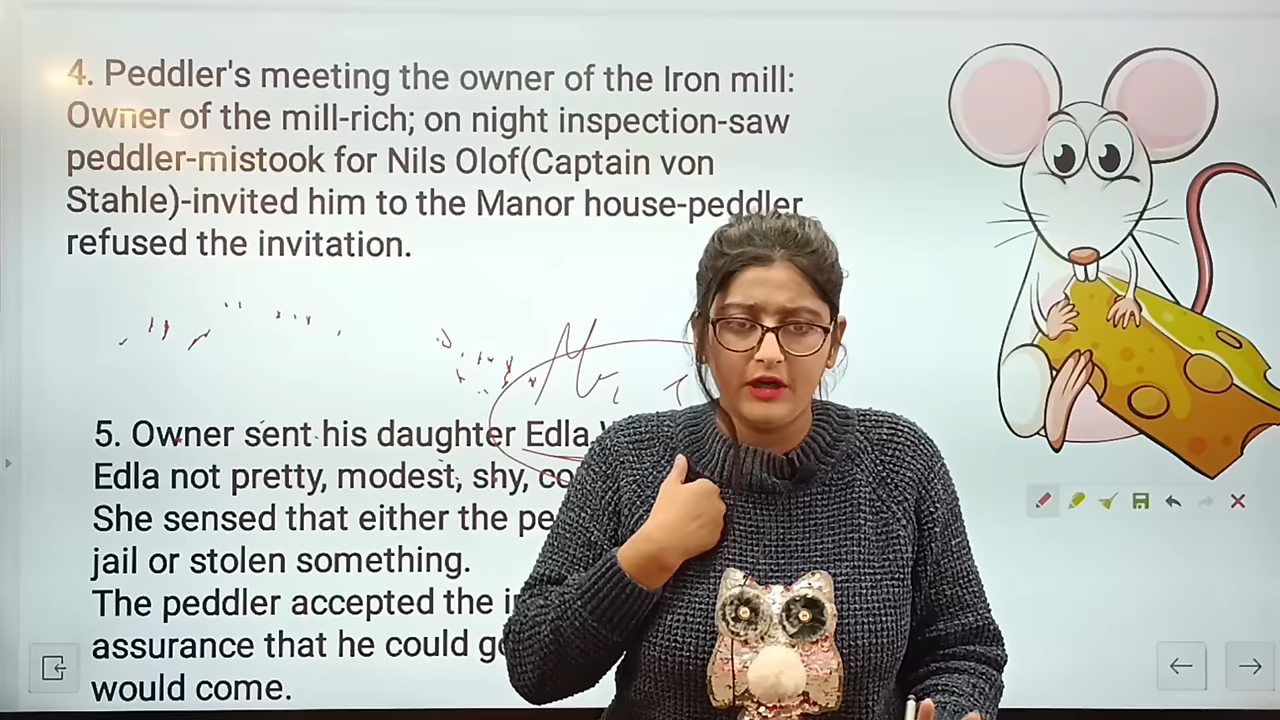 4. Peddler's meeting the owner of the Iron mill:
Owner of the mill-rich; on night inspection-saw
peddler-mistook for Nils Olof(Captain von
Stahle)-invited him to the Manor house-peddler
refused the invitation.
5. Owner sent his daughter Edla
Edla not pretty, modest, shy,
She sensed that either the
jail or stolen something.
The peddler accepted the
assurance that he could
would come.